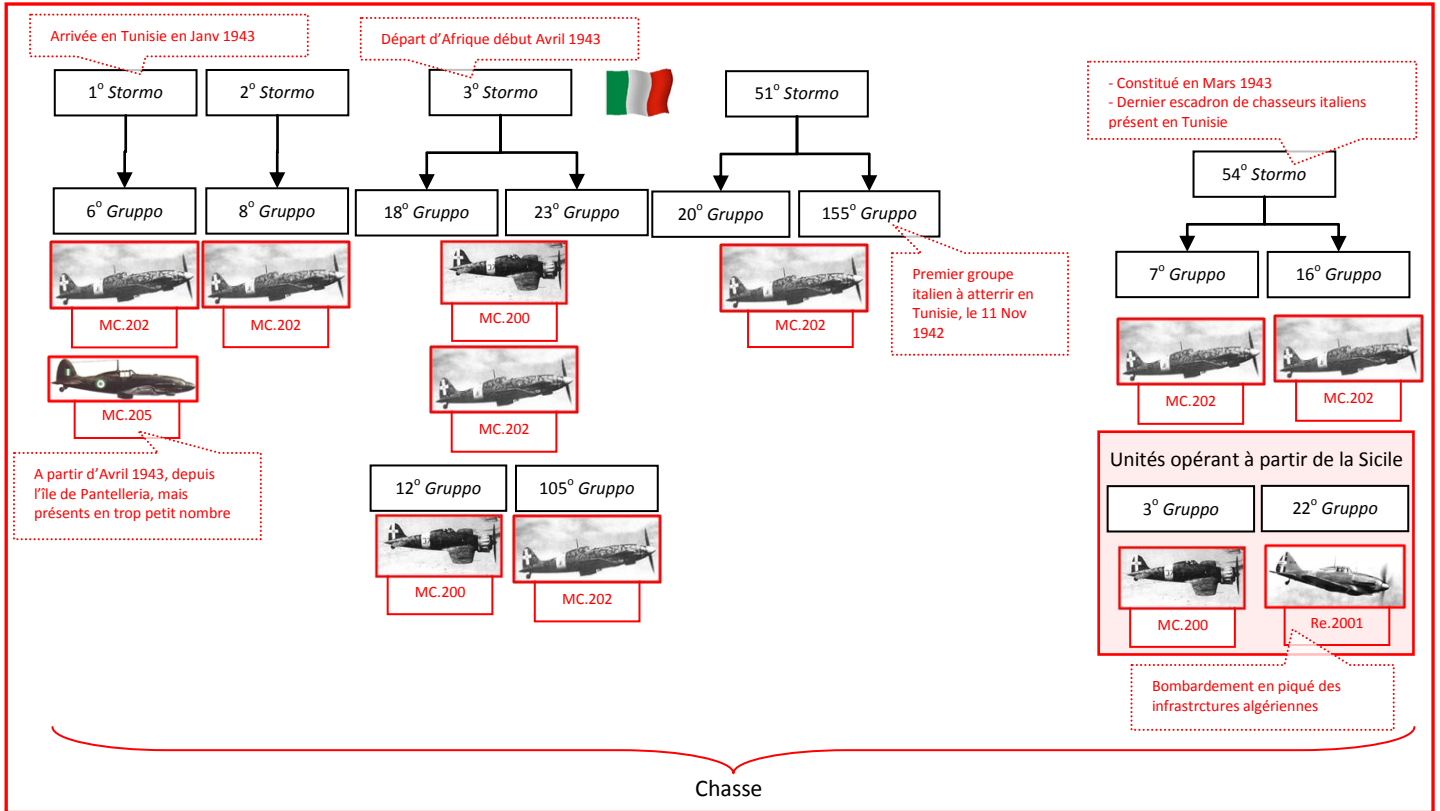 Arrivée en Tunisie en Janv 1943
Départ d'Afrique début Avril 1943
- Constitué en Mars 1943
- Dernier escadron de chasseurs italiens
présent en Tunisie
1° Stormo
2° Stormo
3° Stormo
51° Stormo
54° Stormo
6° Gruppo
8° Gruppo
18° Gruppo
23° Gruppo
20° Gruppo
155° Gruppo
7° Gruppo
16° Gruppo
Premier groupe
italien à atterrir en
Tunisie, le 11 Nov
1942
MC.202
MC.202
MC.200
MC.202
MC.202
MC.202
MC.205
MC.202
A partir d'Avril 1943, depuis
l'île de Pantelleria, mais
présents en trop petit nombre
12° Gruppo
105° Gruppo
MC.200
MC.202
Unités opérant à partir de la Sicile
3° Gruppo
22° Gruppo
MC.200
Re.2001
Bombardement en piqué des
infrastrctures algériennes
Chasse